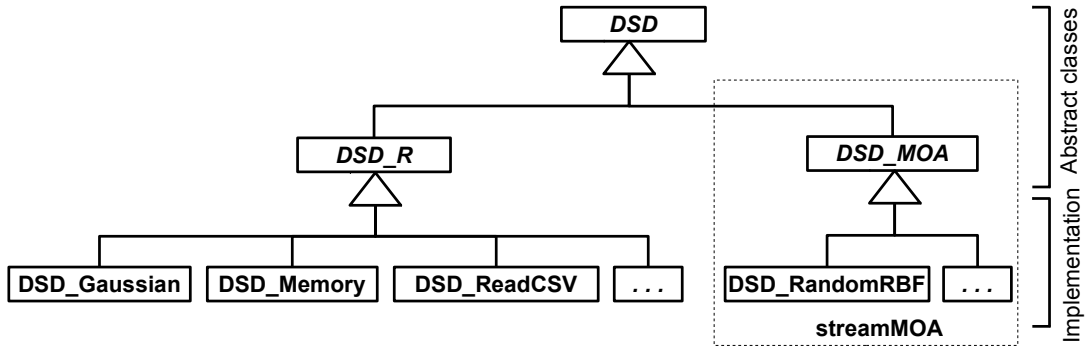 DSD
DSD_R
DSD_MOA
DSD_Gaussian
DSD_Memory
DSD_ReadCSV
. . .
DSD_RandomRBF
. . .
streamMOA
Abstract classes
Implementation